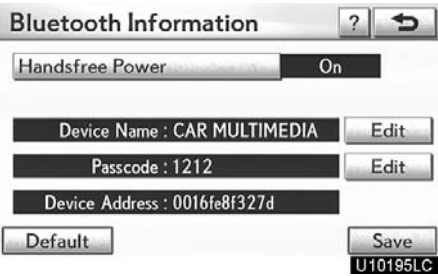 Bluetooth Information ?
Handsfree Power On
Device Name : CAR MULTIMEDIA Edit
Passcode : 1212 Edit
Device Address : 0016fe8f327d
Default Save
U10195LC